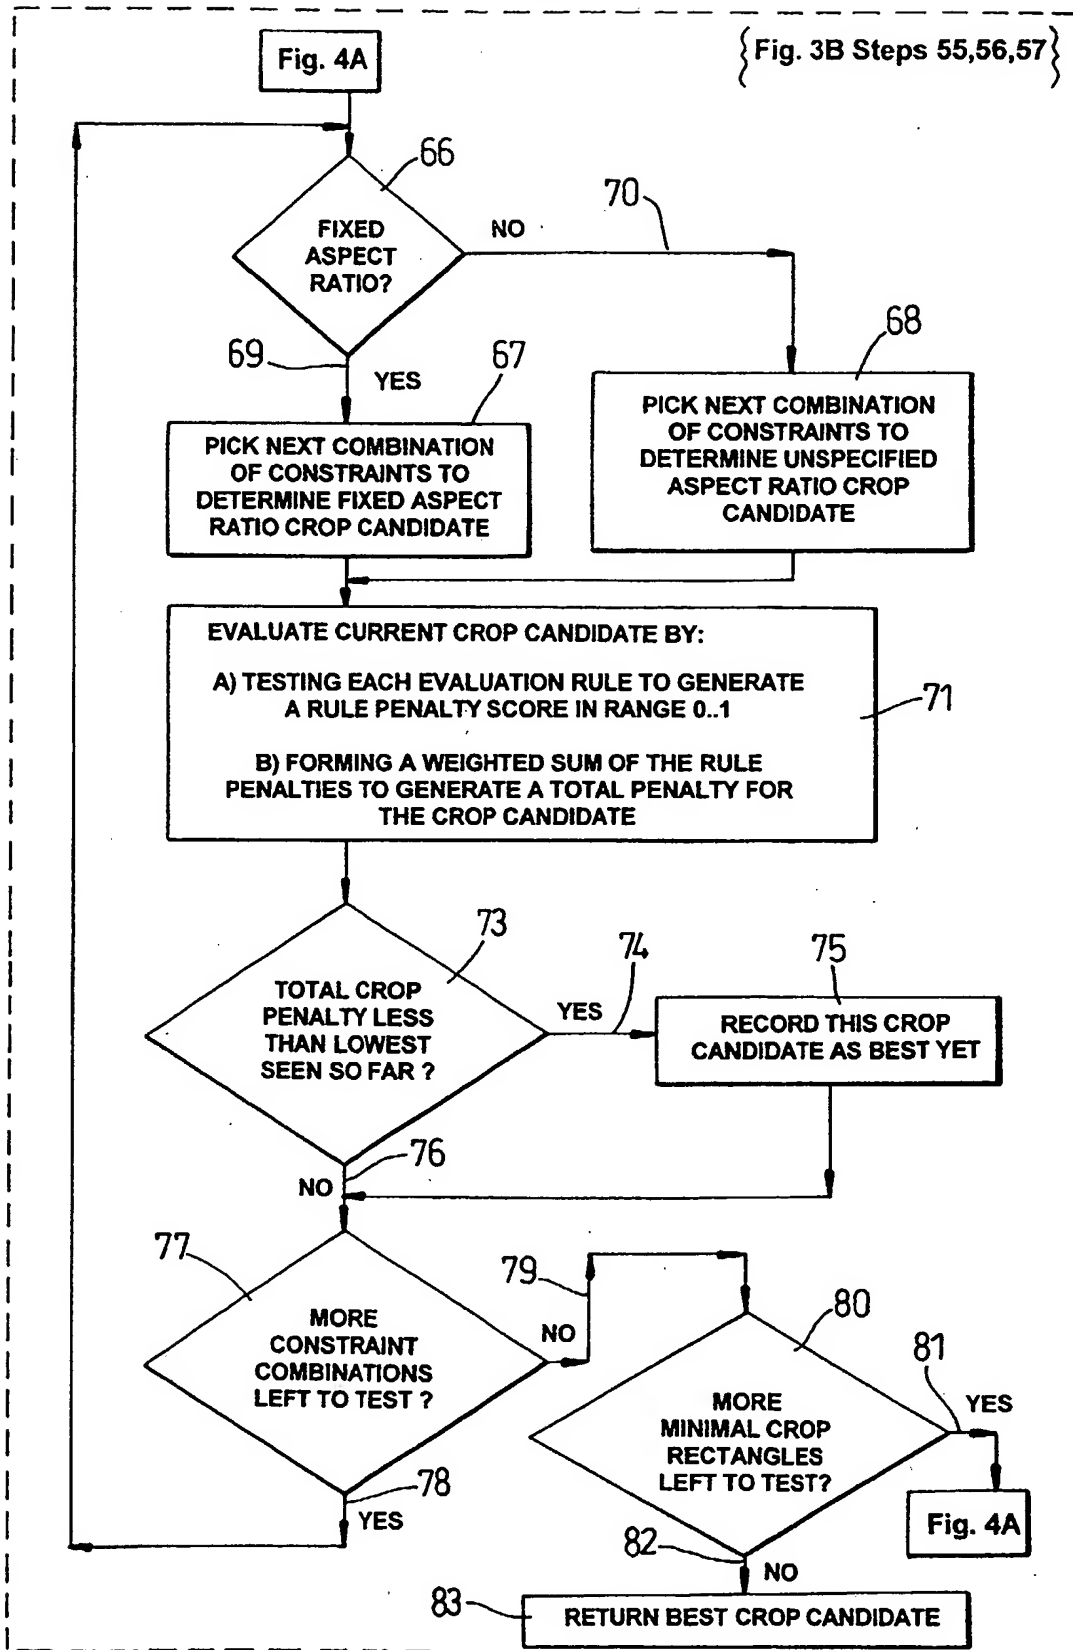 Fig. 4A
{Fig. 3B Steps 55,56,57}
66
FIXED
ASPECT
RATIO?
NO
70
69
YES
67
68
PICK NEXT COMBINATION
OF CONSTRAINTS TO
DETERMINE FIXED ASPECT
RATIO CROP CANDIDATE
PICK NEXT COMBINATION
OF CONSTRAINTS TO
DETERMINE UNSPECIFIED
ASPECT RATIO CROP
CANDIDATE
EVALUATE CURRENT CROP CANDIDATE BY:
A) TESTING EACH EVALUATION RULE TO GENERATE
A RULE PENALTY SCORE IN RANGE 0..1
71
B) FORMING A WEIGHTED SUM OF THE RULE
PENALTIES TO GENERATE A TOTAL PENALTY FOR
THE CROP CANDIDATE
73
TOTAL CROP
PENALTY LESS
THAN LOWEST
SEEN SO FAR ?
74
YES
75
RECORD THIS CROP
CANDIDATE AS BEST YET
76
NO
77
MORE
CONSTRAINT
COMBINATIONS
LEFT TO TEST ?
79
NO
78
YES
80
MORE
MINIMAL CROP
RECTANGLES
LEFT TO TEST?
81
YES
Fig. 4A
82
NO
83
RETURN BEST CROP CANDIDATE